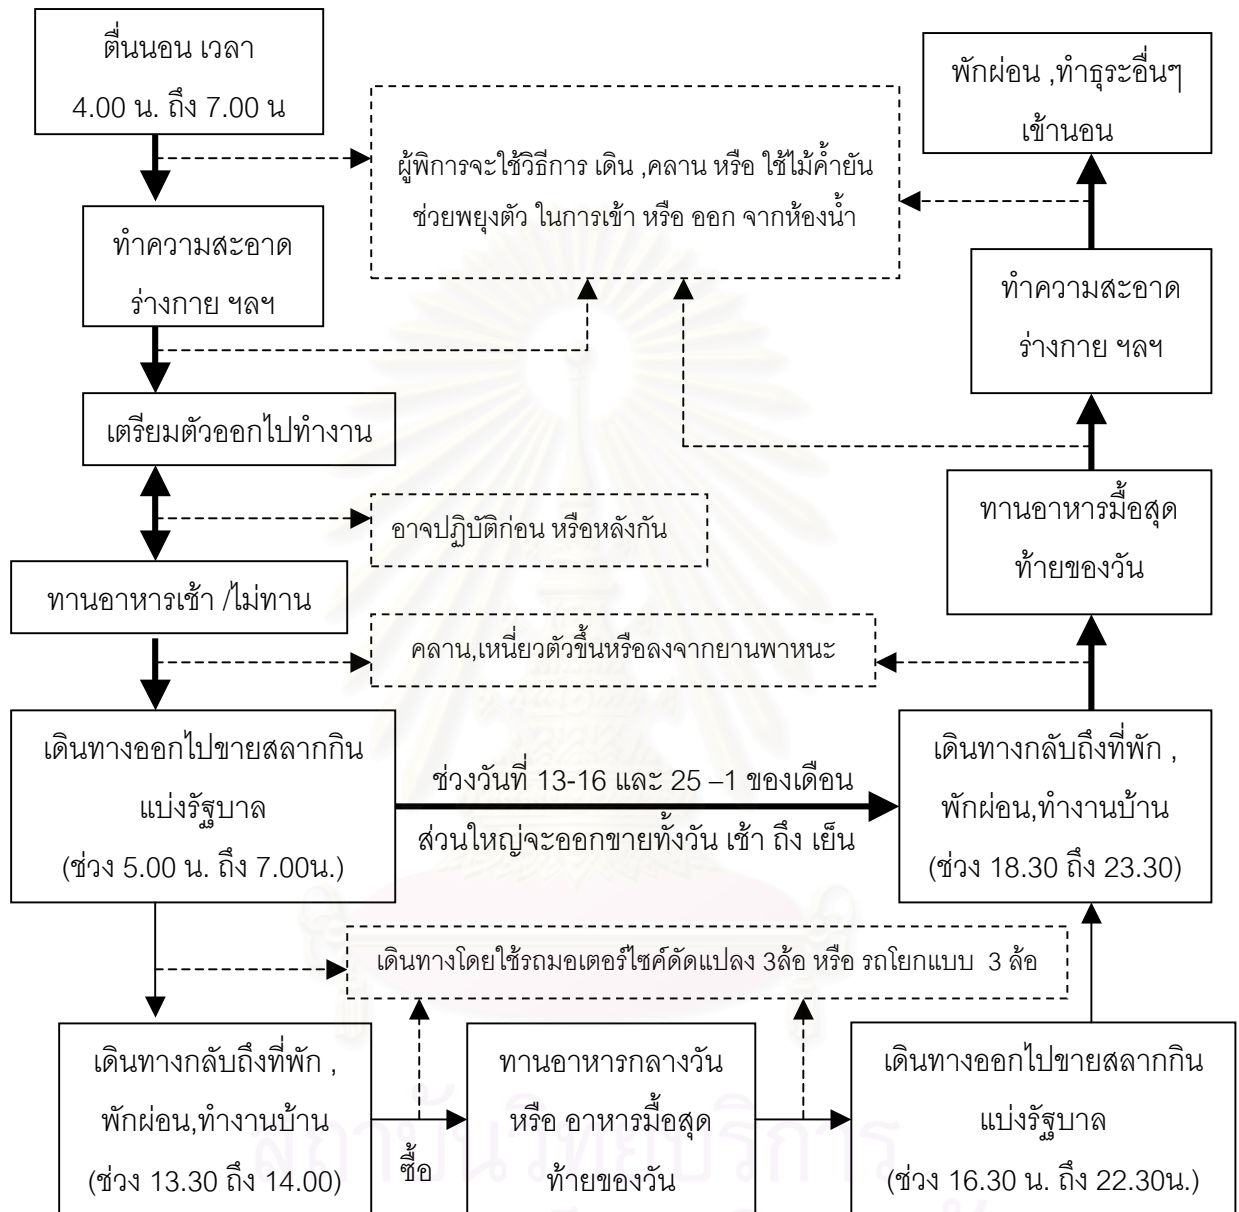 ตื่นนอน เวลา
4.00 น. ถึง 7.00 น
พักผ่อน ,ทำธุระอื่นๆ
เข้านอน
ผู้พิการจะใช้วิธีการ เดิน ,คลาน หรือ ใช้ไม้ค้ำยัน
ช่วยพยุงตัว ในการเข้า หรือ ออก จากห้องน้ำ
ทำความสะอาด
ร่างกาย ฯลฯ
ทำความสะอาด
ร่างกาย ฯลฯ
เตรียมตัวออกไปทำงาน
อาจปฏิบัติก่อน หรือหลังกัน
ทานอาหารมื้อสุด
ท้ายของวัน
ทานอาหารเช้า /ไม่ทาน
คลาน,เหนี่ยวตัวขึ้นหรือลงจากยานพาหนะ
เดินทางออกไปขายสลากกิน
แบ่งรัฐบาล
(ช่วง 5.00 น. ถึง 7.00น.)
ช่วงวันที่ 13-16 และ 25 –1 ของเดือน
ส่วนใหญ่จะออกขายทั้งวัน เช้า ถึง เย็น
เดินทางกลับถึงที่พัก ,
พักผ่อน,ทำงานบ้าน
(ช่วง 18.30 ถึง 23.30)
เดินทางโดยใช้รถมอเตอร์ไซค์ดัดแปลง 3ล้อ หรือ รถโยกแบบ 3 ล้อ
เดินทางกลับถึงที่พัก ,
พักผ่อน,ทำงานบ้าน
(ช่วง 13.30 ถึง 14.00)
ซื้อ
ทานอาหารกลางวัน
หรือ อาหารมื้อสุด
ท้ายของวัน
เดินทางออกไปขายสลากกิน
แบ่งรัฐบาล
(ช่วง 16.30 น. ถึง 22.30น.)
สถาบันวิทยบริการ